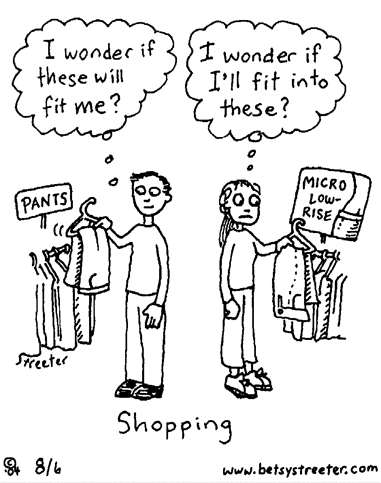 I wonder if
these will
fit me?
I wonder if
I'll fit into
these?
PANTS
MICRO
LOW-
RISE
Streeter
Shopping
© '84 8/6
www.betsystreeter.com